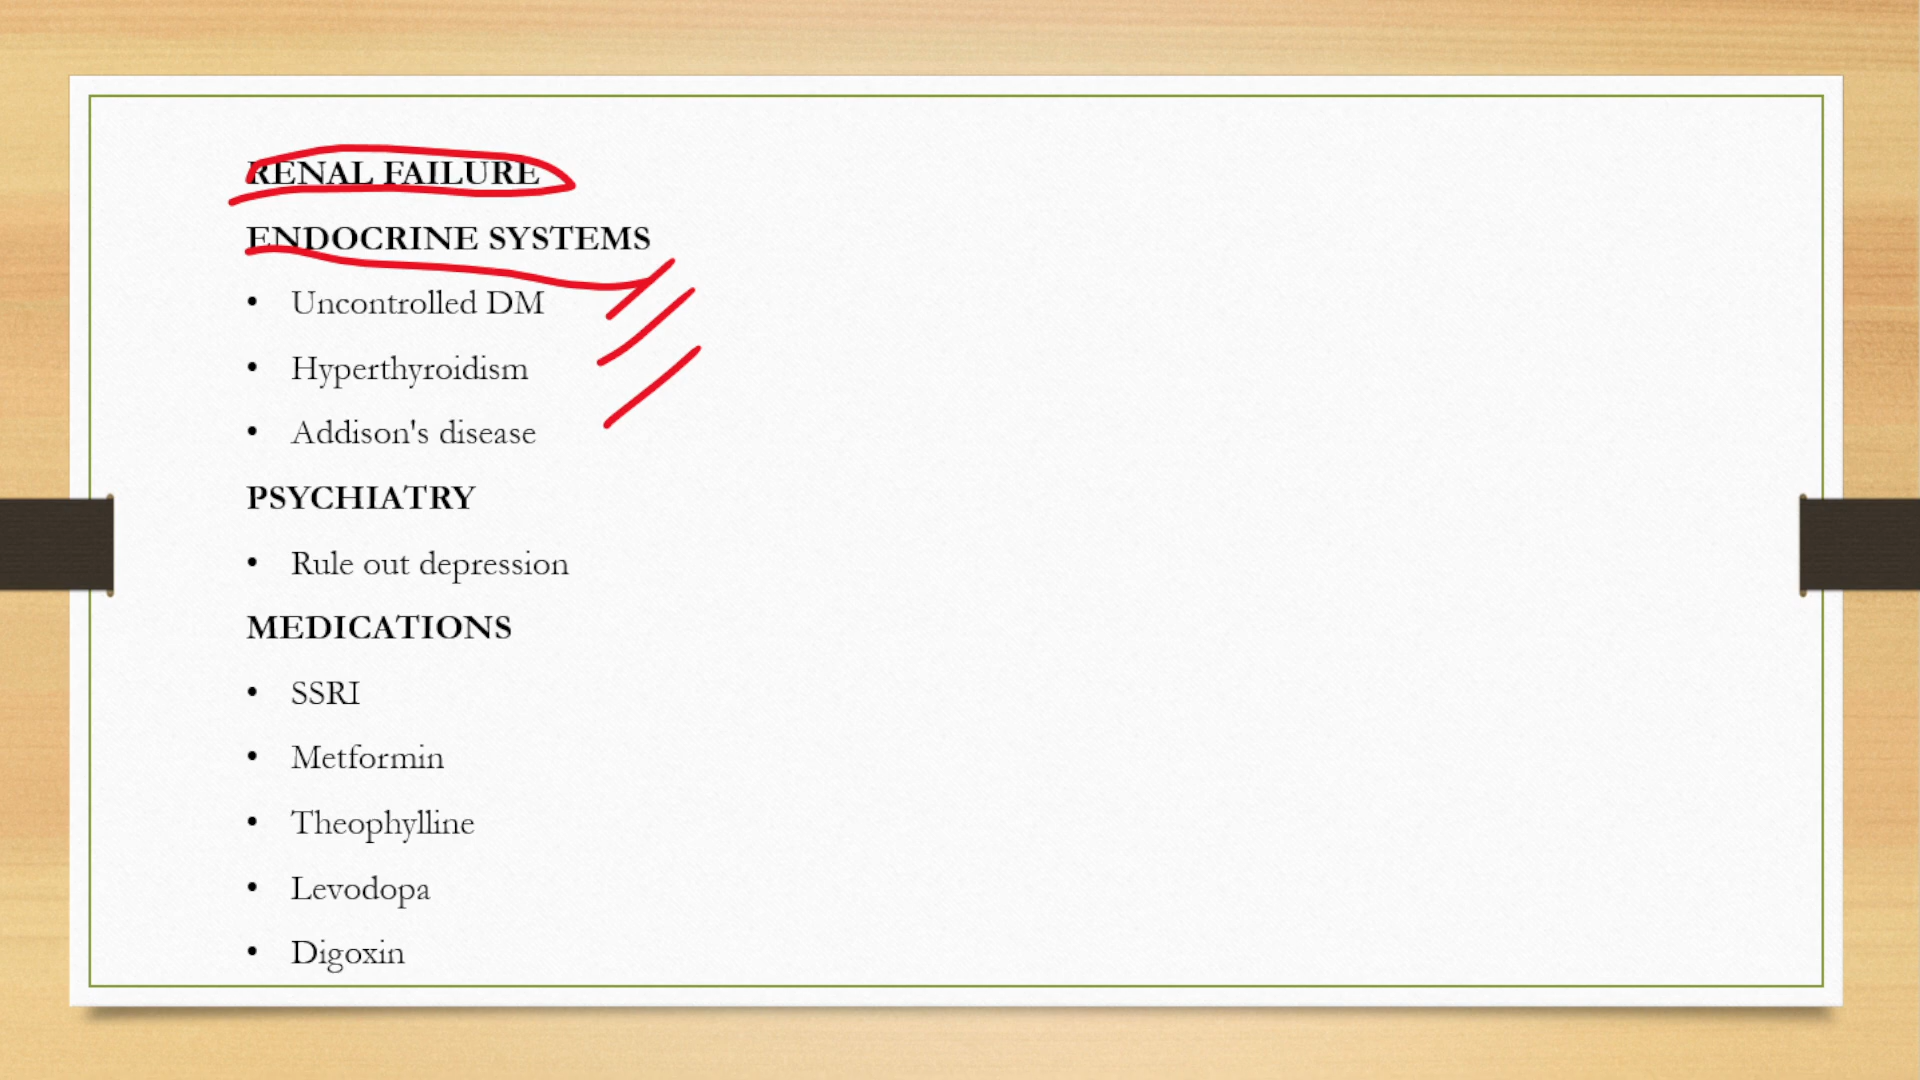 RENAL FAILURE
ENDOCRINE SYSTEMS
• Uncontrolled DM
• Hyperthyroidism
• Addison's disease
PSYCHIATRY
• Rule out depression
MEDICATIONS
• SSRI
• Metformin
• Theophylline
• Levodopa
• Digoxin